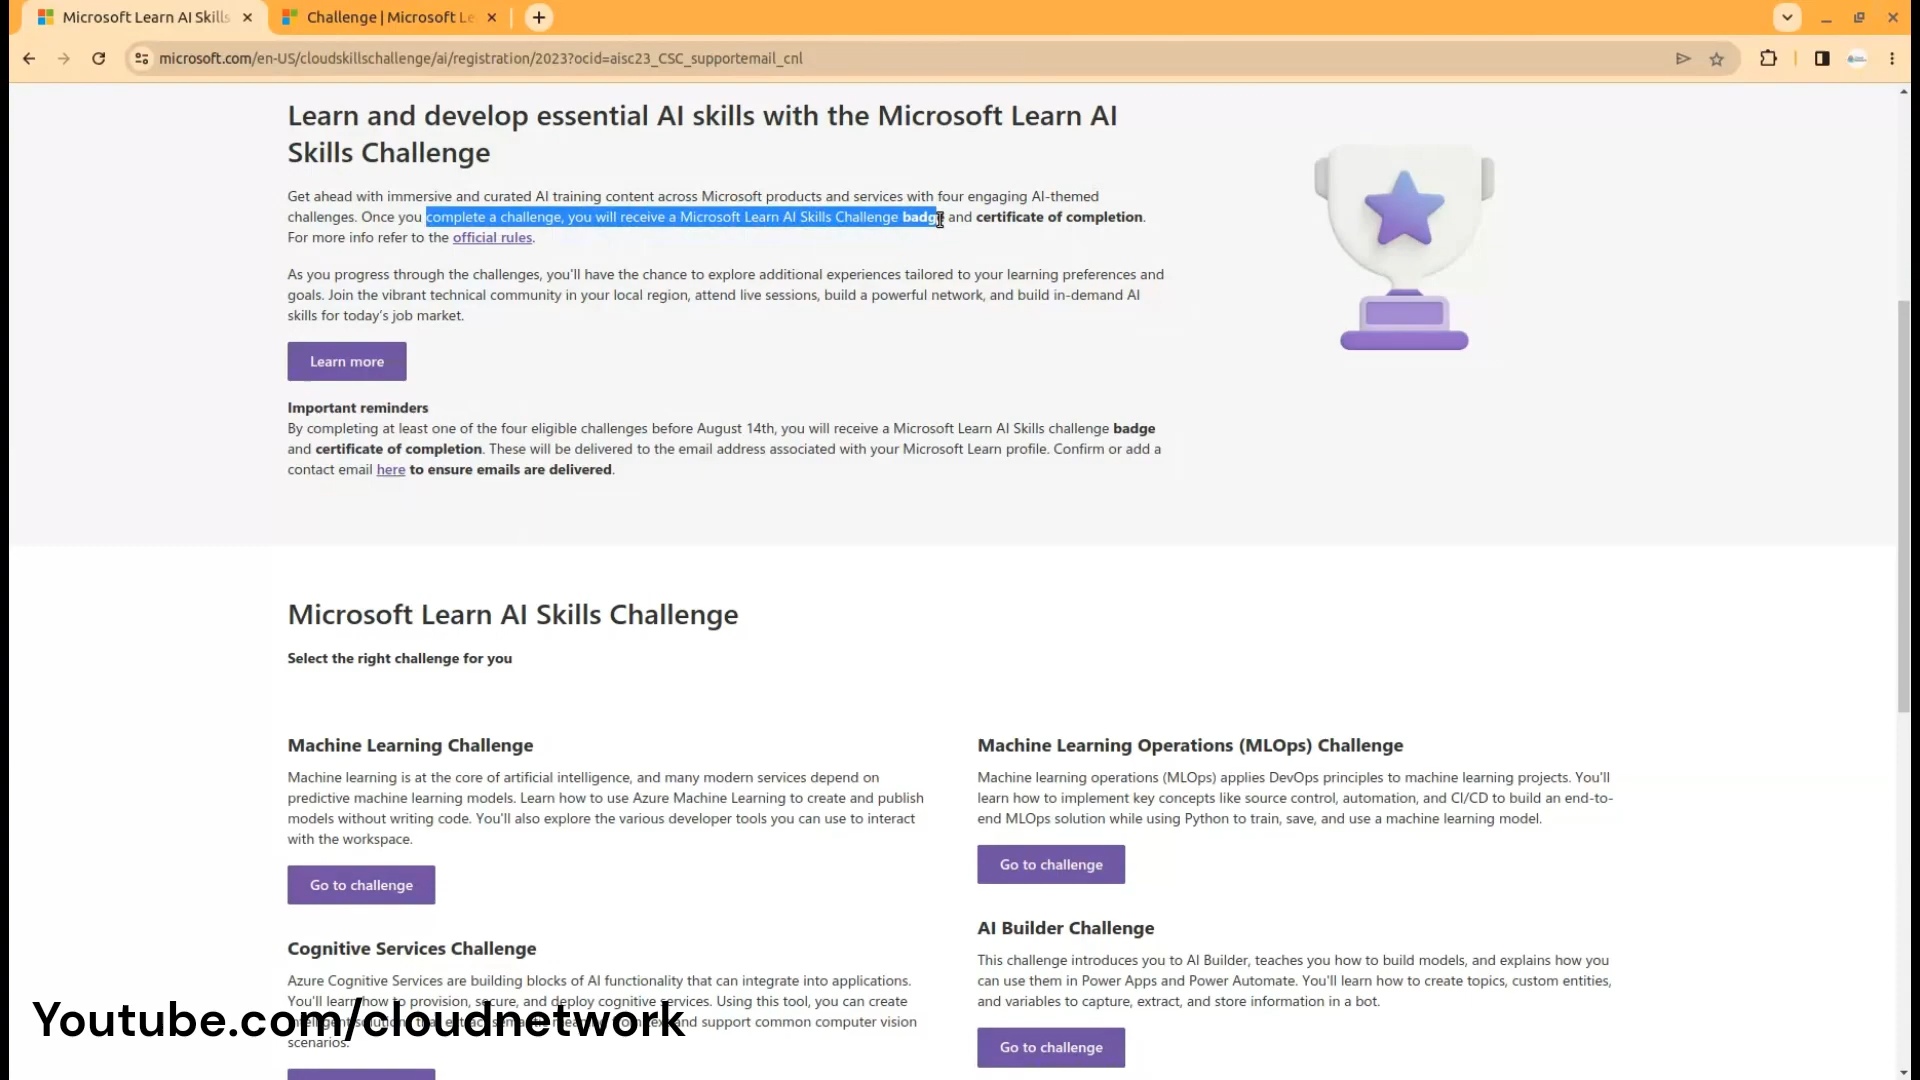 Microsoft Learn AI Skills
Challenge | Microsoft Le
microsoft.com/en-US/cloudskillschallenge/ai/registration/2023?ocid=aisc23_CSC_supportemail_cnl
Learn and develop essential AI skills with the Microsoft Learn AI
Skills Challenge
Get ahead with immersive and curated AI training content across Microsoft products and services with four engaging AI-themed
challenges. Once you complete a challenge, you will receive a Microsoft Learn AI Skills Challenge badge and certificate of completion.
For more info refer to the official rules.
As you progress through the challenges, you'll have the chance to explore additional experiences tailored to your learning preferences and
goals. Join the vibrant technical community in your local region, attend live sessions, build a powerful network, and build in-demand AI
skills for today's job market.
Learn more
Important reminders
By completing at least one of the four eligible challenges before August 14th, you will receive a Microsoft Learn AI Skills challenge badge
and certificate of completion. These will be delivered to the email address associated with your Microsoft Learn profile. Confirm or add a
contact email here to ensure emails are delivered.
Microsoft Learn AI Skills Challenge
Select the right challenge for you
Machine Learning Challenge
Machine learning is at the core of artificial intelligence, and many modern services depend on
predictive machine learning models. Learn how to use Azure Machine Learning to create and publish
models without writing code. You'll also explore the various developer tools you can use to interact
with the workspace.
Go to challenge
Machine Learning Operations (MLOps) Challenge
Machine learning operations (MLOps) applies DevOps principles to machine learning projects. You'll
learn how to implement key concepts like source control, automation, and CI/CD to build an end-to-
end MLOps solution while using Python to train, save, and use a machine learning model.
Go to challenge
Cognitive Services Challenge
Azure Cognitive Services are building blocks of AI functionality that can integrate into applications.
You'll learn how to provision, secure, and deploy cognitive services. Using this tool, you can create
and support common computer vision
scenarios.
AI Builder Challenge
This challenge introduces you to AI Builder, teaches you how to build models, and explains how you
can use them in Power Apps and Power Automate. You'll learn how to create topics, custom entities,
and variables to capture, extract, and store information in a bot.
Go to challenge
Youtube.com/cloudnetwork